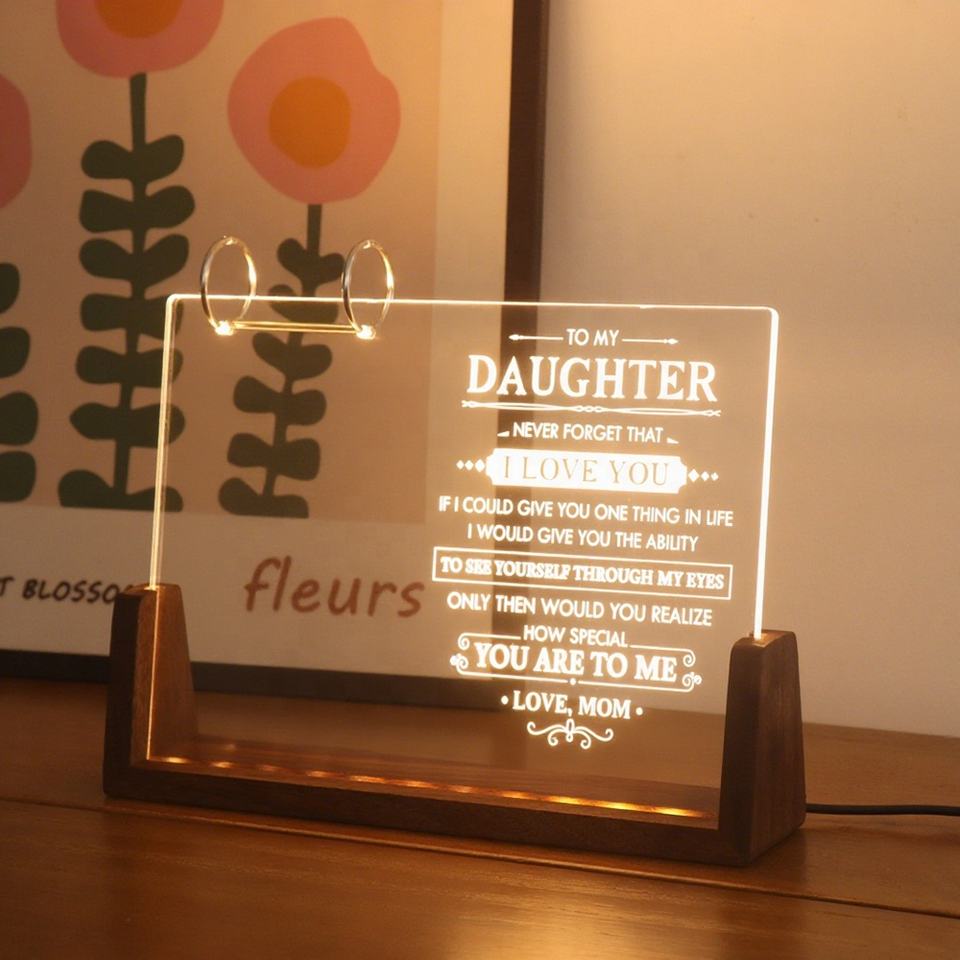 TO MY
DAUGHTER
NEVER FORGET THAT
I LOVE YOU
IF I COULD GIVE YOU ONE THING IN LIFE
I WOULD GIVE YOU THE ABILITY
TO SEE YOURSELF THROUGH MY EYES
ONLY THEN WOULD YOU REALIZE
HOW SPECIAL
YOU ARE TO ME
• LOVE, MOM •
fleurs